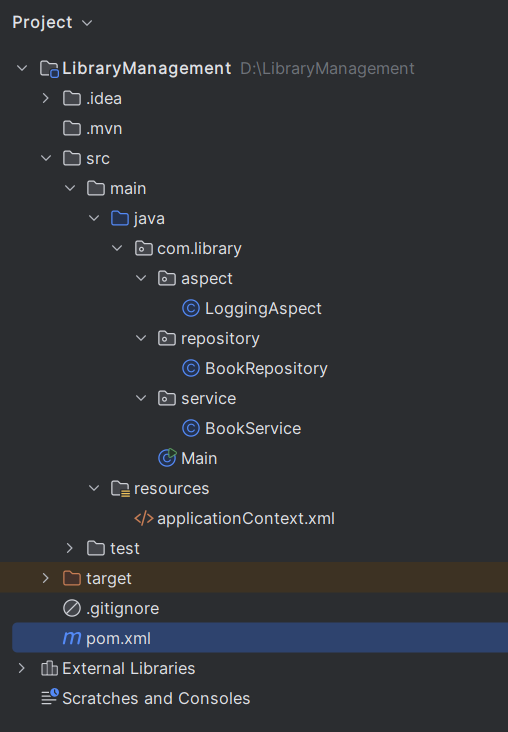 Project
LibraryManagement D:\LibraryManagement
.idea
.mvn
src
main
java
com.library
aspect
LoggingAspect
repository
BookRepository
service
BookService
Main
resources
applicationContext.xml
test
target
.gitignore
pom.xml
External Libraries
Scratches and Consoles